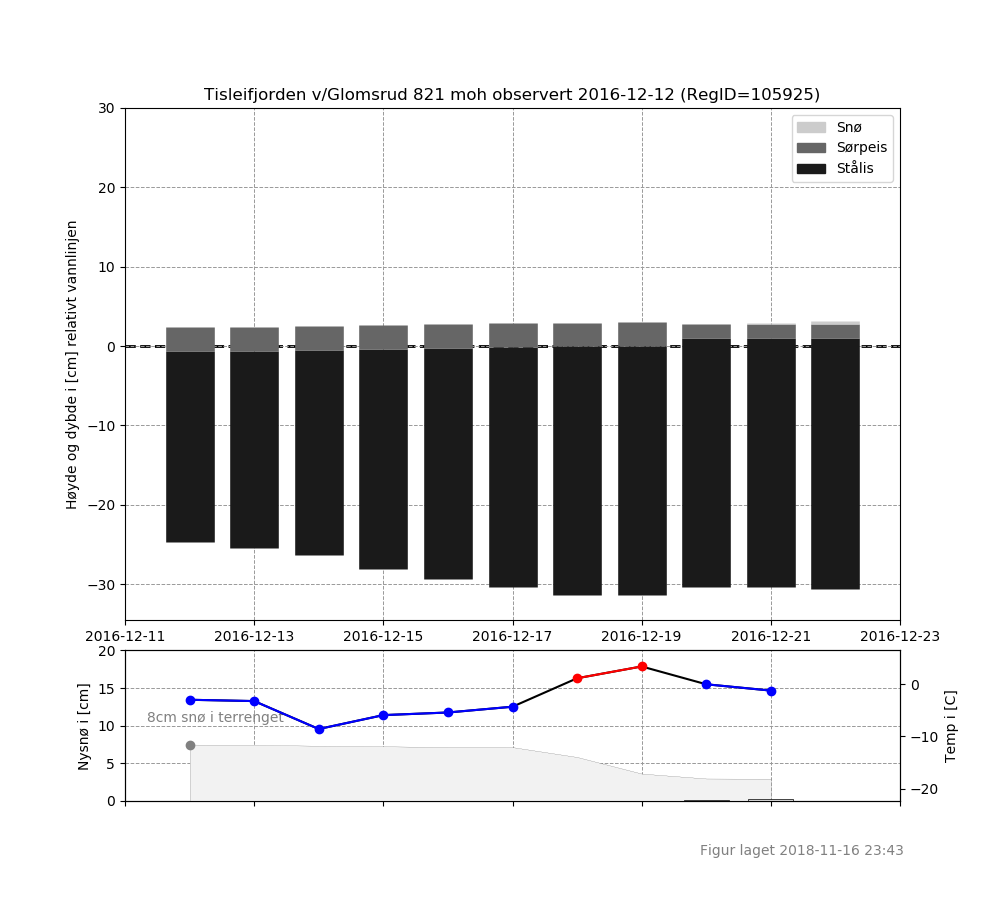 Tisleifjorden v/Glomsrud 821 moh observert 2016-12-12 (RegID=105925)
30
20
10
0
−10
−20
−30
Høyde og dybde i [cm] relativt vannlinjen
Snø
Sørpeis
Stålis
2016-12-11 2016-12-13 2016-12-15 2016-12-17 2016-12-19 2016-12-21 2016-12-23
20
15
10
5
0
Nysnø i [cm]
8cm snø i terrenget
0
−10
−20
Temp i [C]
Figur laget 2018-11-16 23:43